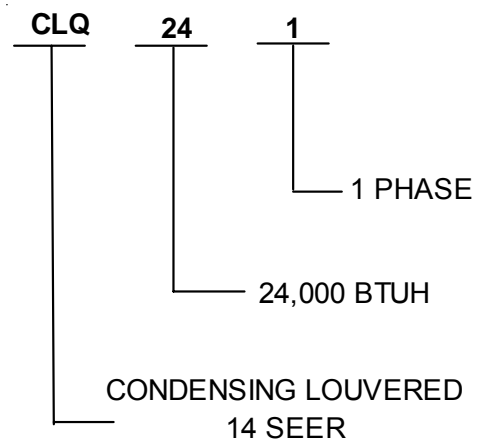 CLQ 24 1
1 PHASE
24,000 BTUH
CONDENSING LOUVERED
14 SEER